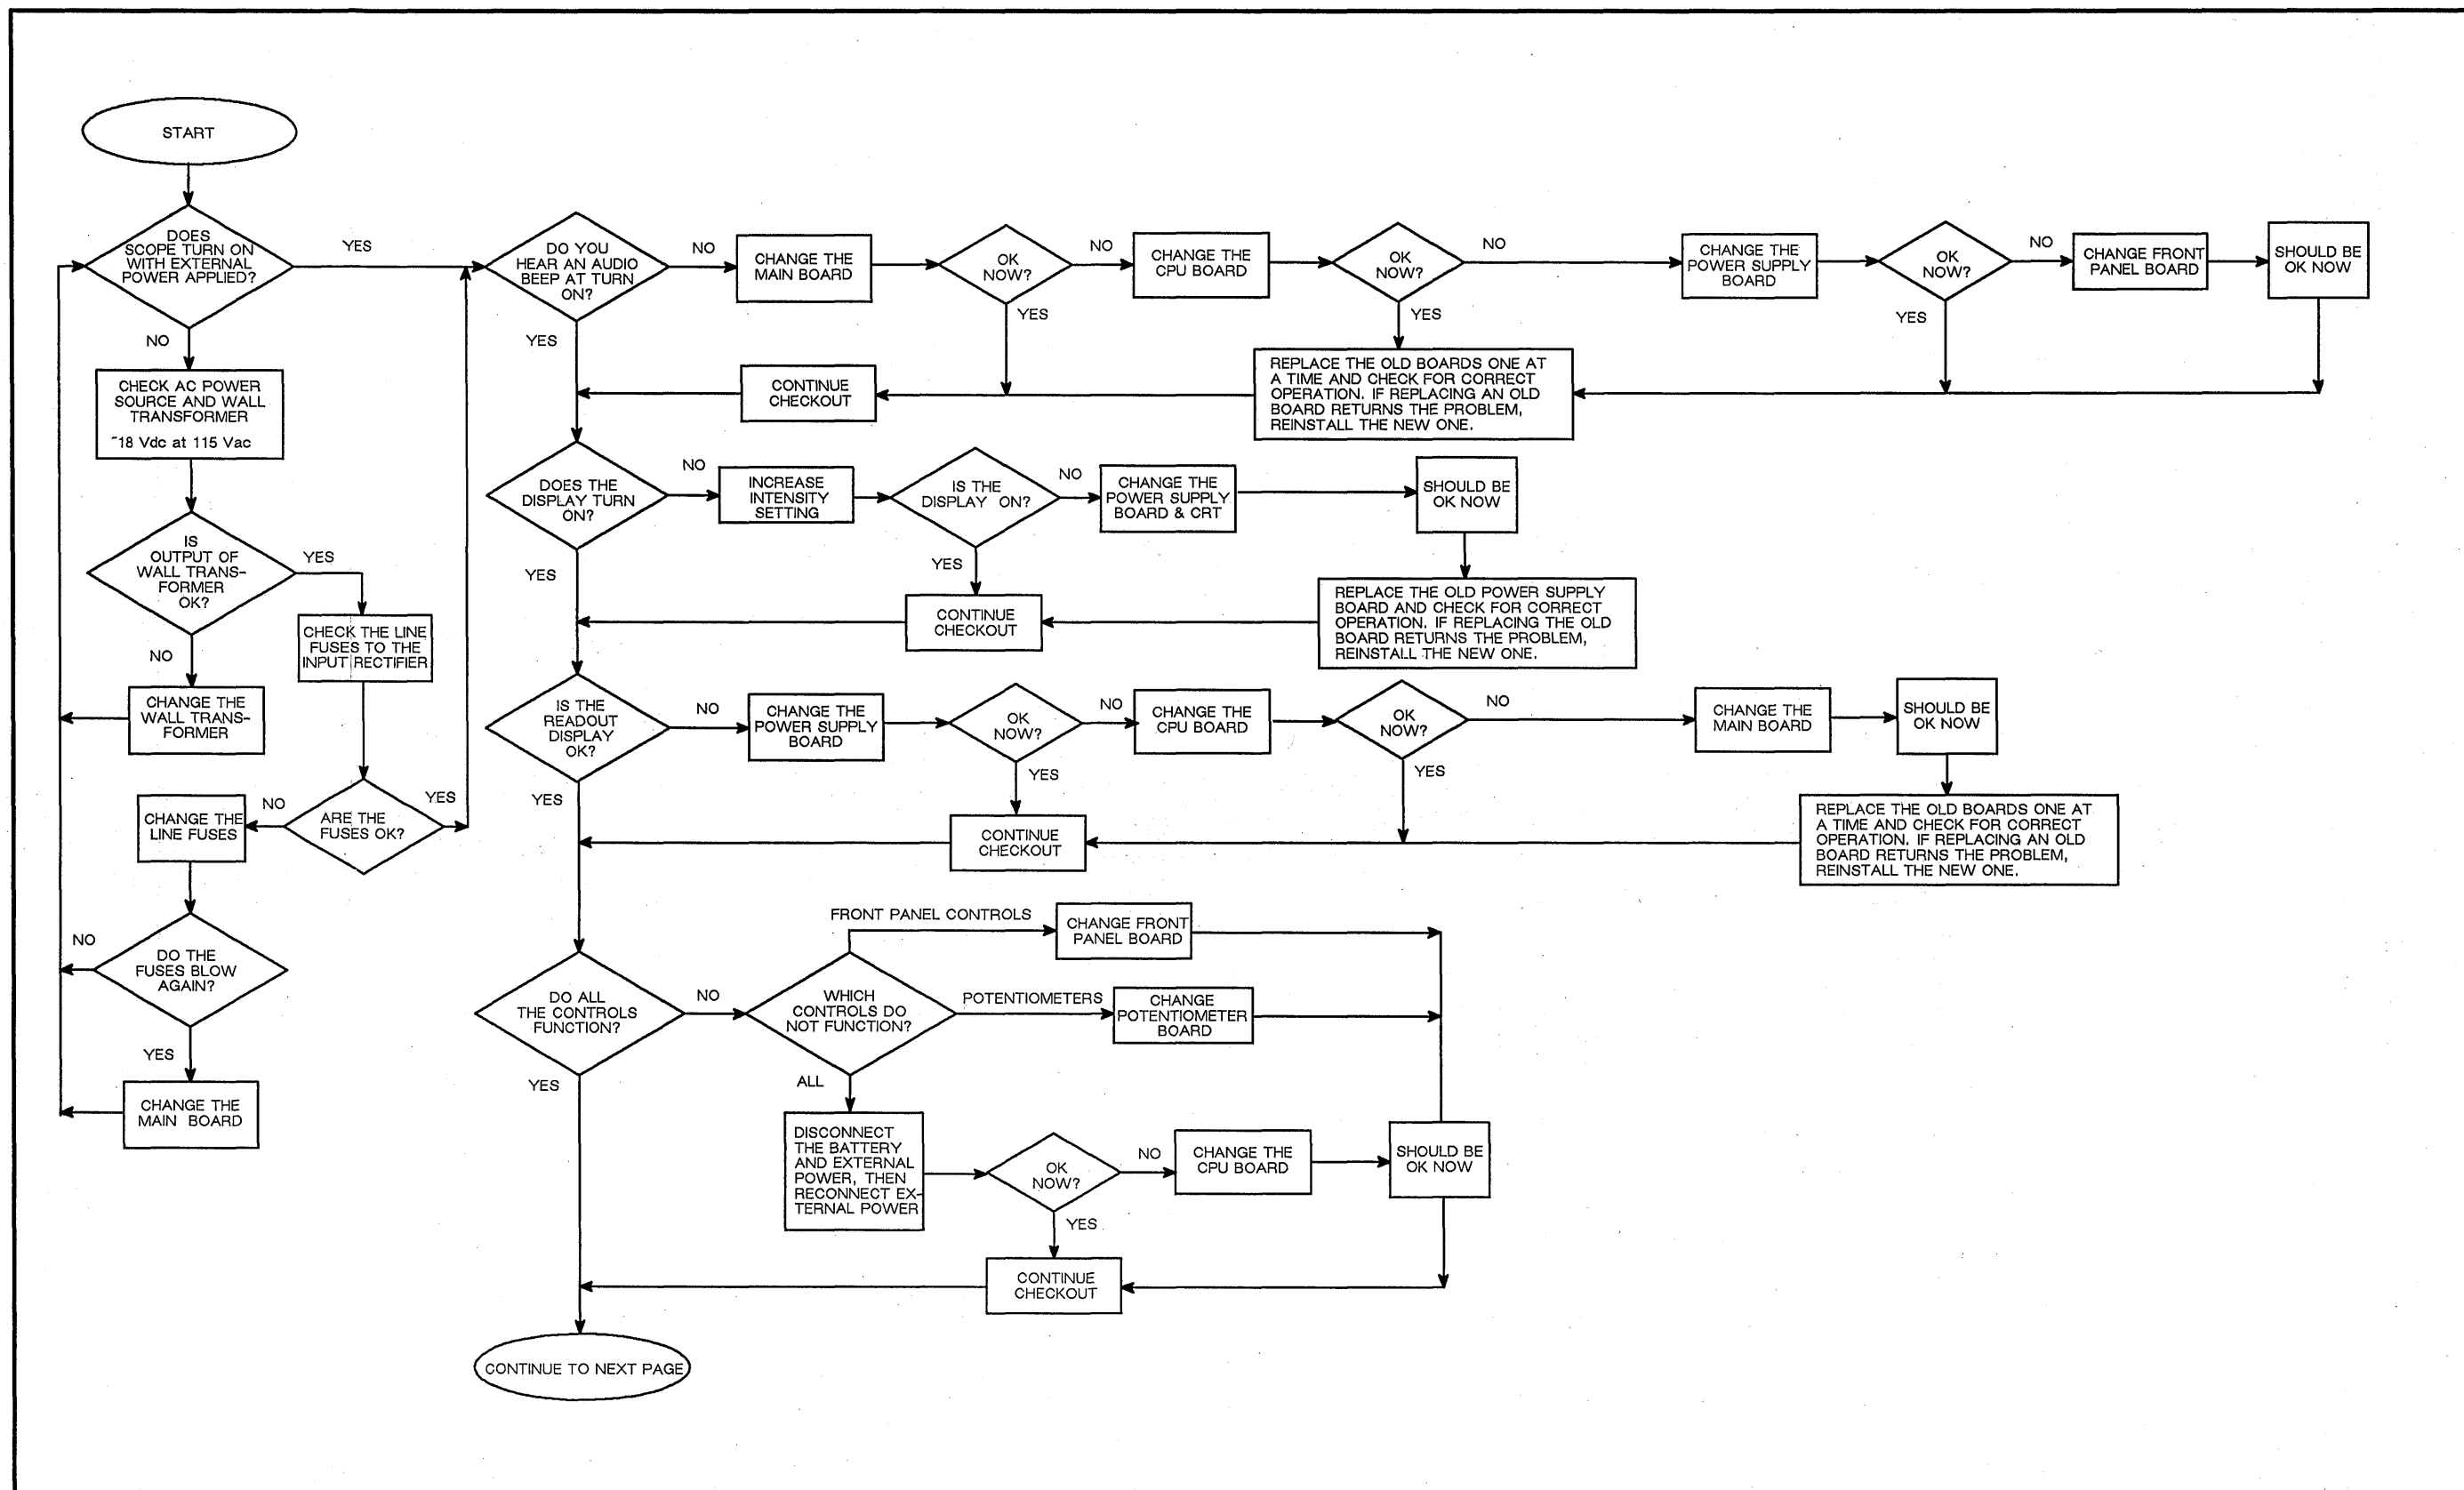 START
DOES
SCOPE TURN ON
WITH EXTERNAL
POWER APPLIED?
YES
NO
CHECK AC POWER
SOURCE AND WALL
TRANSFORMER
~18 Vdc at 115 Vac
IS
OUTPUT OF
WALL TRANS-
FORMER
OK?
YES
NO
CHECK THE LINE
FUSES TO THE
INPUT RECTIFIER
CHANGE THE
WALL TRANS-
FORMER
ARE THE
FUSES OK?
YES
NO
CHANGE THE
LINE FUSES
DO THE
FUSES BLOW
AGAIN?
NO
YES
CHANGE THE
MAIN BOARD
DO YOU
HEAR AN AUDIO
BEEP AT TURN
ON?
NO
YES
CHANGE THE
MAIN BOARD
OK
NOW?
NO
YES
CHANGE THE
CPU BOARD
OK
NOW?
NO
YES
CHANGE THE
POWER SUPPLY
BOARD
OK
NOW?
NO
YES
CHANGE FRONT
PANEL BOARD
SHOULD BE
OK NOW
REPLACE THE OLD BOARDS ONE AT
A TIME AND CHECK FOR CORRECT
OPERATION. IF REPLACING AN OLD
BOARD RETURNS THE PROBLEM,
REINSTALL THE NEW ONE.
CONTINUE
CHECKOUT
DOES THE
DISPLAY TURN
ON?
NO
YES
INCREASE
INTENSITY
SETTING
IS THE
DISPLAY ON?
NO
YES
CHANGE THE
POWER SUPPLY
BOARD & CRT
SHOULD BE
OK NOW
REPLACE THE OLD POWER SUPPLY
BOARD AND CHECK FOR CORRECT
OPERATION. IF REPLACING THE OLD
BOARD RETURNS THE PROBLEM,
REINSTALL THE NEW ONE.
CONTINUE
CHECKOUT
IS THE
READOUT
DISPLAY
OK?
NO
YES
CHANGE THE
POWER SUPPLY
BOARD
OK
NOW?
NO
YES
CHANGE THE
CPU BOARD
OK
NOW?
NO
YES
CHANGE THE
MAIN BOARD
SHOULD BE
OK NOW
REPLACE THE OLD BOARDS ONE AT
A TIME AND CHECK FOR CORRECT
OPERATION. IF REPLACING AN OLD
BOARD RETURNS THE PROBLEM,
REINSTALL THE NEW ONE.
CONTINUE
CHECKOUT
DO ALL
THE CONTROLS
FUNCTION?
NO
YES
WHICH
CONTROLS DO
NOT FUNCTION?
FRONT PANEL CONTROLS
CHANGE FRONT
PANEL BOARD
POTENTIOMETERS
CHANGE
POTENTIOMETER
BOARD
ALL
DISCONNECT
THE BATTERY
AND EXTERNAL
POWER, THEN
RECONNECT EX-
TERNAL POWER
OK
NOW?
NO
YES
CHANGE THE
CPU BOARD
SHOULD BE
OK NOW
CONTINUE
CHECKOUT
CONTINUE TO NEXT PAGE